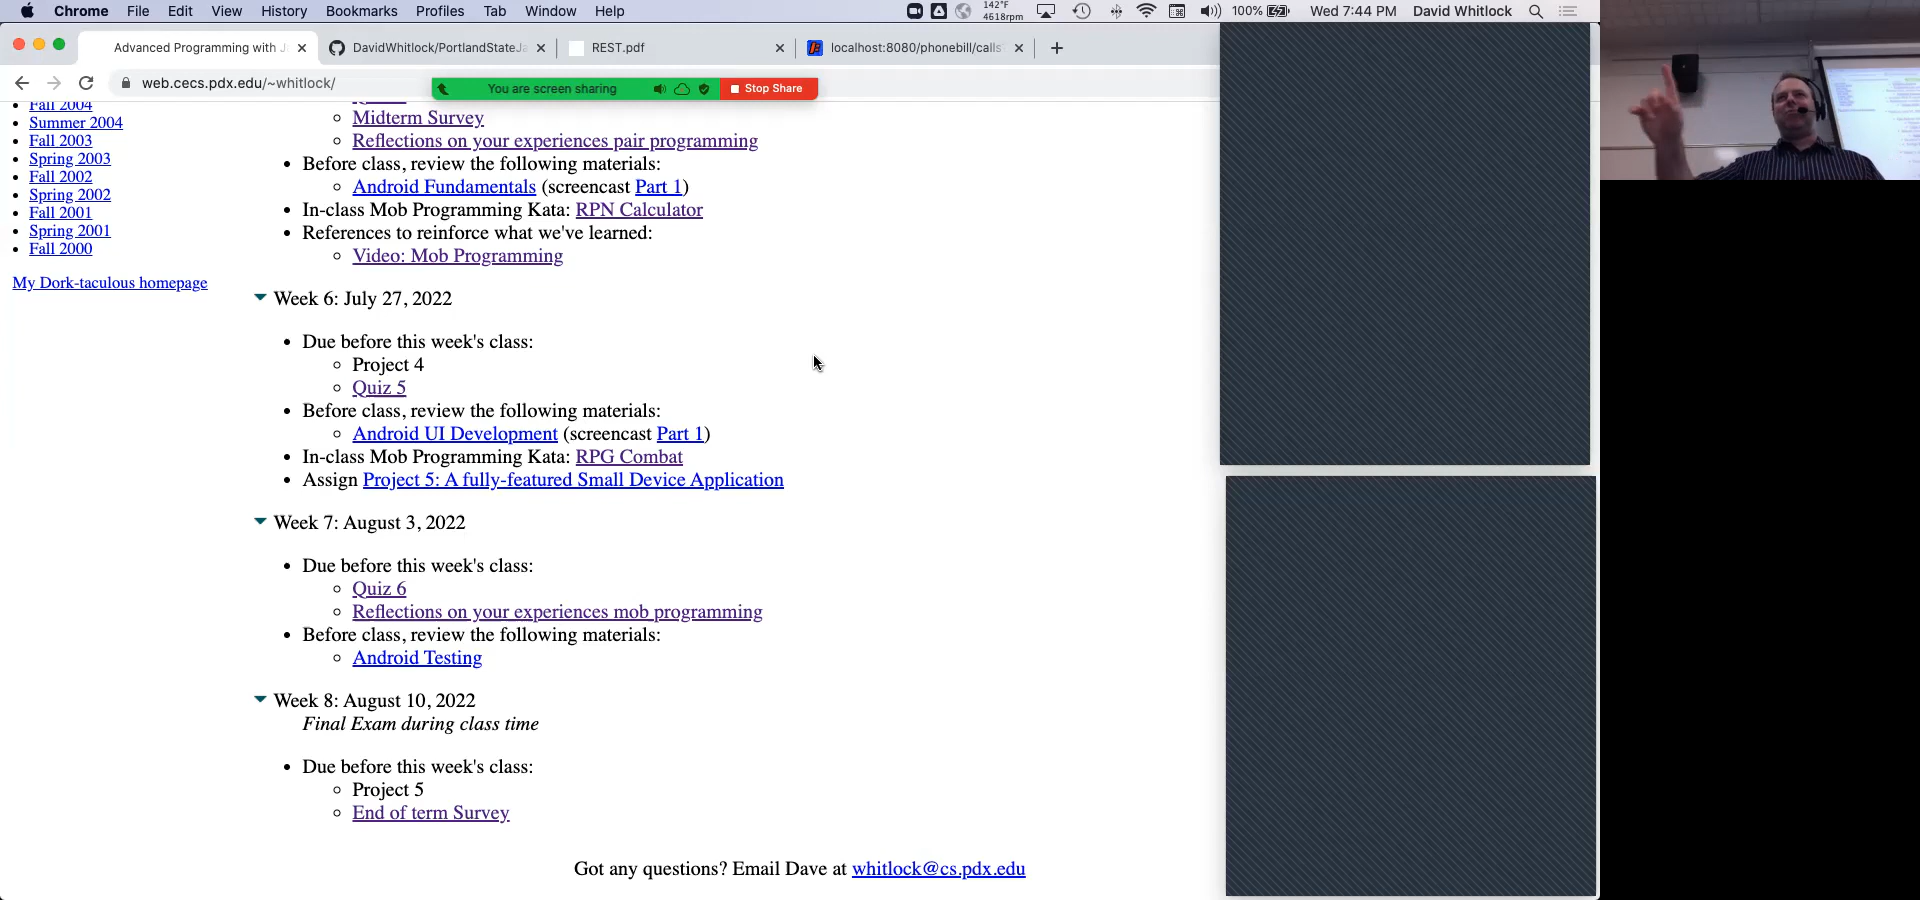 Chrome File Edit View History Bookmarks Profiles Tab Window Help 142°F 4618rpm 100% Wed 7:44 PM David Whitlock
Advanced Programming with J
DavidWhitlock/PortlandStateJa
REST.pdf
localhost:8080/phonebill/calls
web.cecs.pdx.edu/~whitlock/
You are screen sharing
Stop Share
Fall 2004
Summer 2004
Fall 2003
Spring 2003
Fall 2002
Spring 2002
Fall 2001
Spring 2001
Fall 2000
My Dork-taculous homepage
Midterm Survey
Reflections on your experiences pair programming
Before class, review the following materials:
Android Fundamentals (screencast Part 1)
In-class Mob Programming Kata: RPN Calculator
References to reinforce what we've learned:
Video: Mob Programming
Week 6: July 27, 2022
Due before this week's class:
Project 4
Quiz 5
Before class, review the following materials:
Android UI Development (screencast Part 1)
In-class Mob Programming Kata: RPG Combat
Assign Project 5: A fully-featured Small Device Application
Week 7: August 3, 2022
Due before this week's class:
Quiz 6
Reflections on your experiences mob programming
Before class, review the following materials:
Android Testing
Week 8: August 10, 2022
Final Exam during class time
Due before this week's class:
Project 5
End of term Survey
Got any questions? Email Dave at whitlock@cs.pdx.edu